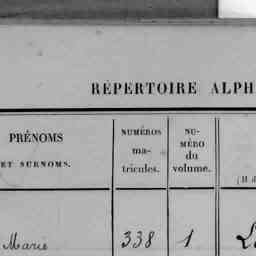 RÉPERTOIRE ALPH
PRÉNOMS
ET SURNOMS.
NUMÉROS
ma-
tricules.
NU-
MÉRO
du
volume.
Marie
338
1